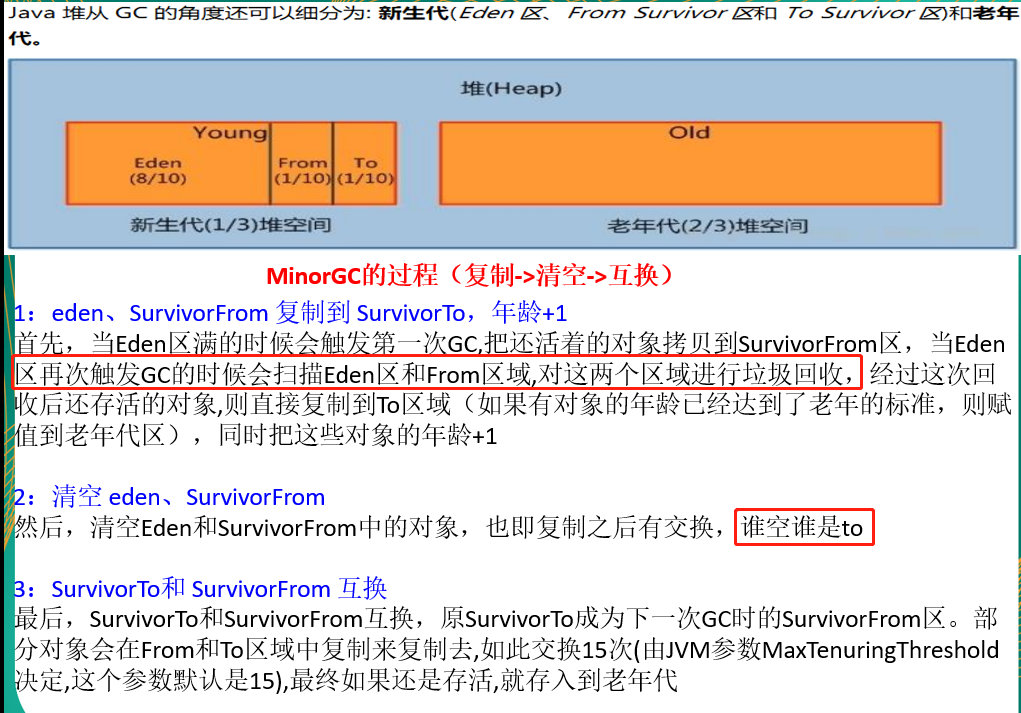 Java 堆从 GC 的角度还可以细分为: 新生代(Eden 区、From Survivor 区和 To Survivor 区)和老年
代。
堆(Heap)
Young
Old
Eden
(8/10)
From
(1/10)
To
(1/10)
新生代(1/3)堆空间
老年代(2/3)堆空间
MinorGC的过程（复制->清空->互换）
1：eden、SurvivorFrom 复制到 SurvivorTo，年龄+1
首先，当Eden区满的时候会触发第一次GC,把还活着的对象拷贝到SurvivorFrom区，当Eden
区再次触发GC的时候会扫描Eden区和From区域,对这两个区域进行垃圾回收，经过这次回
收后还存活的对象,则直接复制到To区域（如果有对象的年龄已经达到了老年的标准，则赋
值到老年代区），同时把这些对象的年龄+1
2：清空 eden、SurvivorFrom
然后，清空Eden和SurvivorFrom中的对象，也即复制之后有交换，谁空谁是to
3：SurvivorTo和 SurvivorFrom 互换
最后，SurvivorTo和SurvivorFrom互换，原SurvivorTo成为下一次GC时的SurvivorFrom区。部
分对象会在From和To区域中复制来复制去,如此交换15次(由JVM参数MaxTenuringThreshold
决定,这个参数默认是15),最终如果还是存活,就存入到老年代